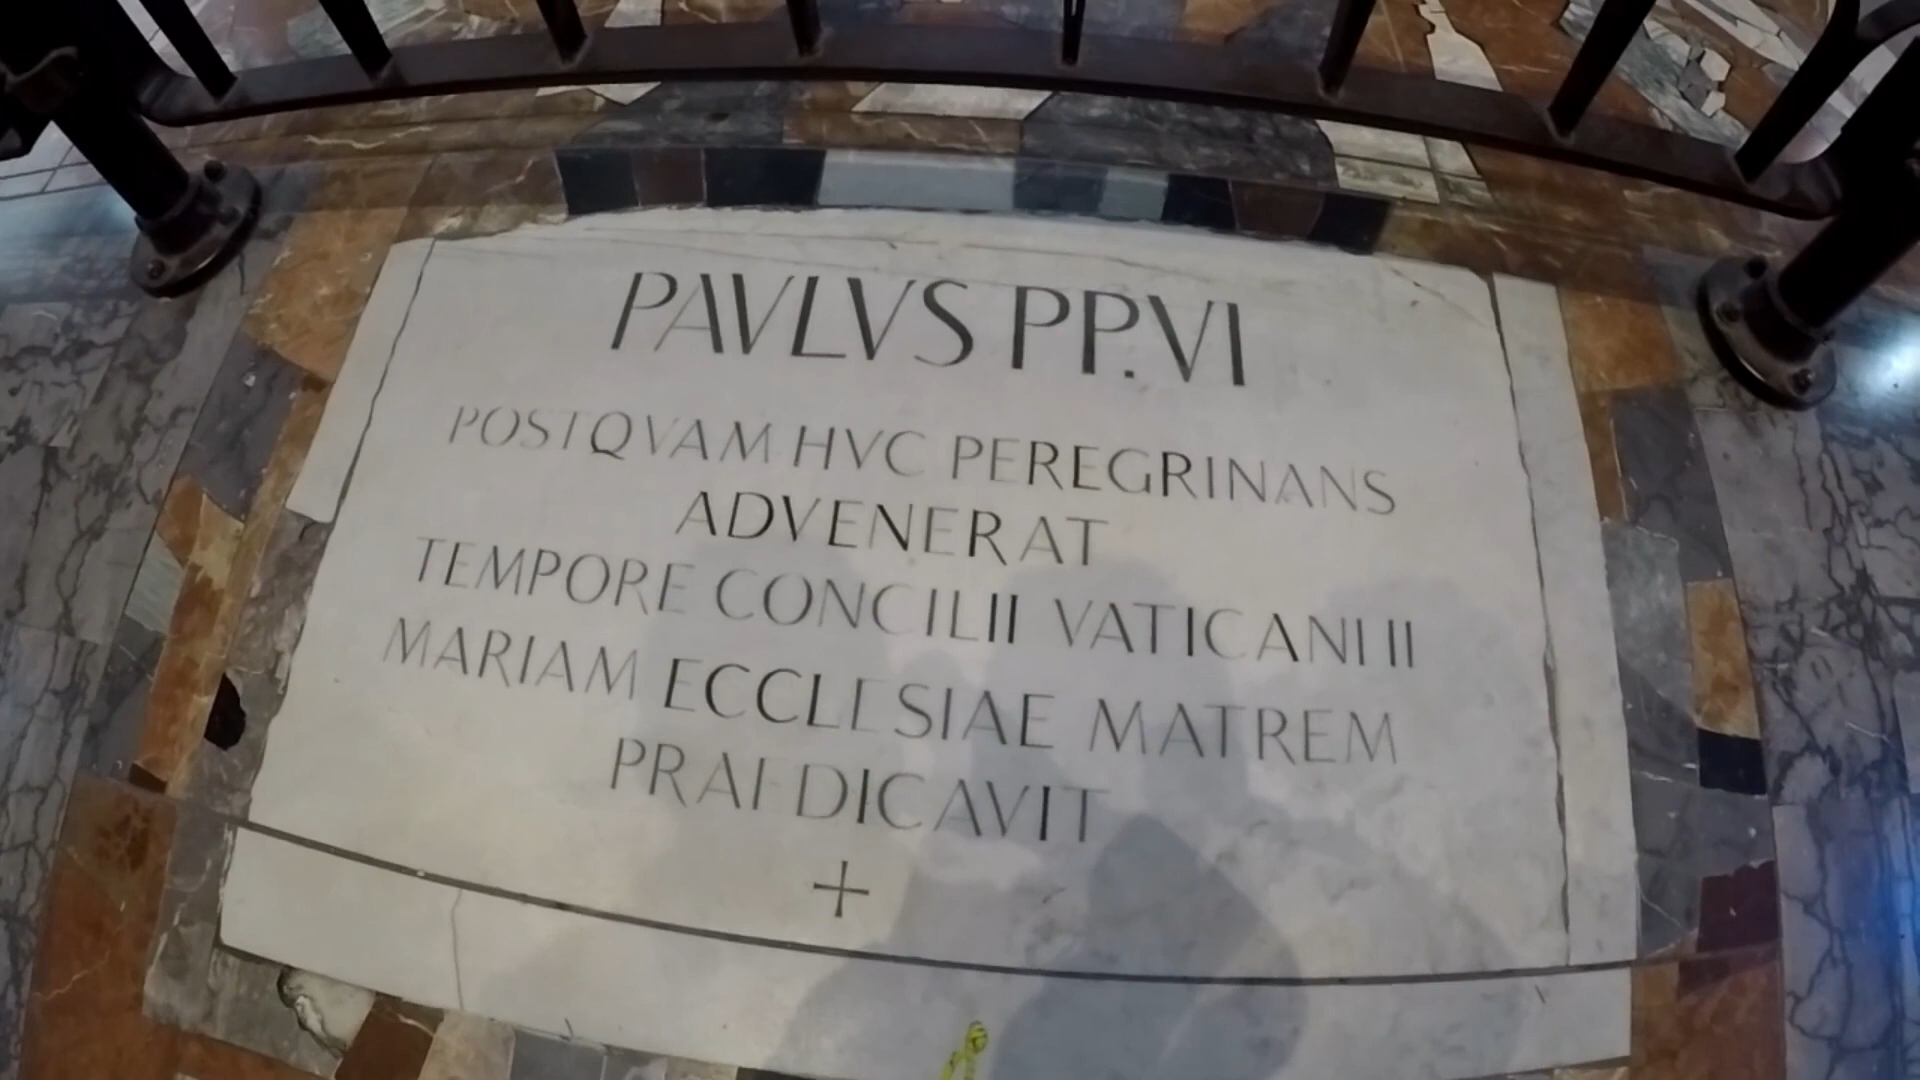 PAVLVS PP.VI
POSTQVAM HVC PEREGRINANS
ADVENERAT
TEMPORE CONCILII VATICANI II
MARIAM ECCLESIAE MATREM
PRAEDICAVIT